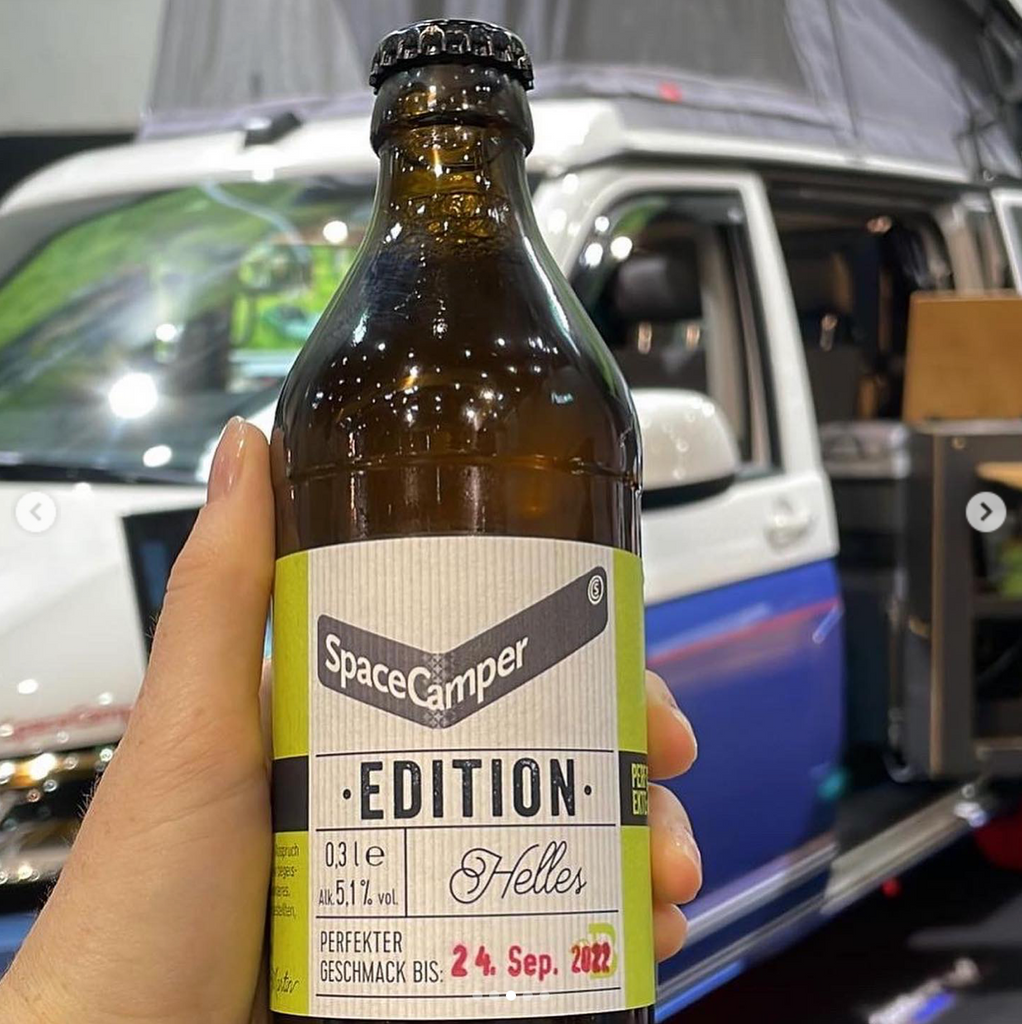 SpaceCamper
·EDITION·
0,3 l e
Alk. 5,1 % vol.
Helles
PERFEKTER
GESCHMACK BIS: 24. Sep. 2022